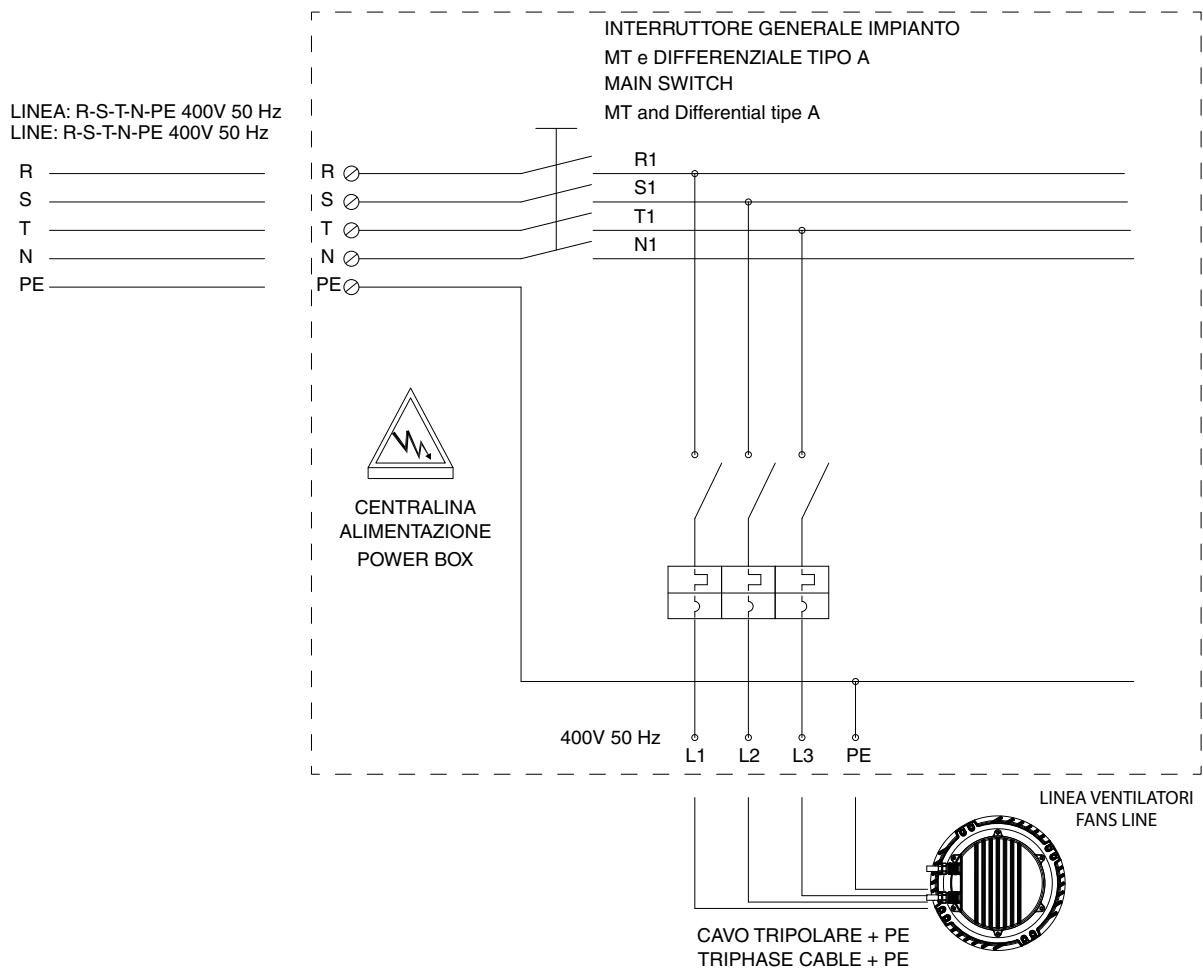 INTERRUTTORE GENERALE IMPIANTO
MT e DIFFERENZIALE TIPO A
MAIN SWITCH
MT and Differential tipe A
LINEA: R-S-T-N-PE 400V 50 Hz
LINE: R-S-T-N-PE 400V 50 Hz
R R R1
S S S1
T T T1
N N N1
PE PE
CENTRALINA
ALIMENTAZIONE
POWER BOX
400V 50 Hz L1 L2 L3 PE
LINEA VENTILATORI
FANS LINE
CAVO TRIPOLARE + PE
TRIPHASE CABLE + PE